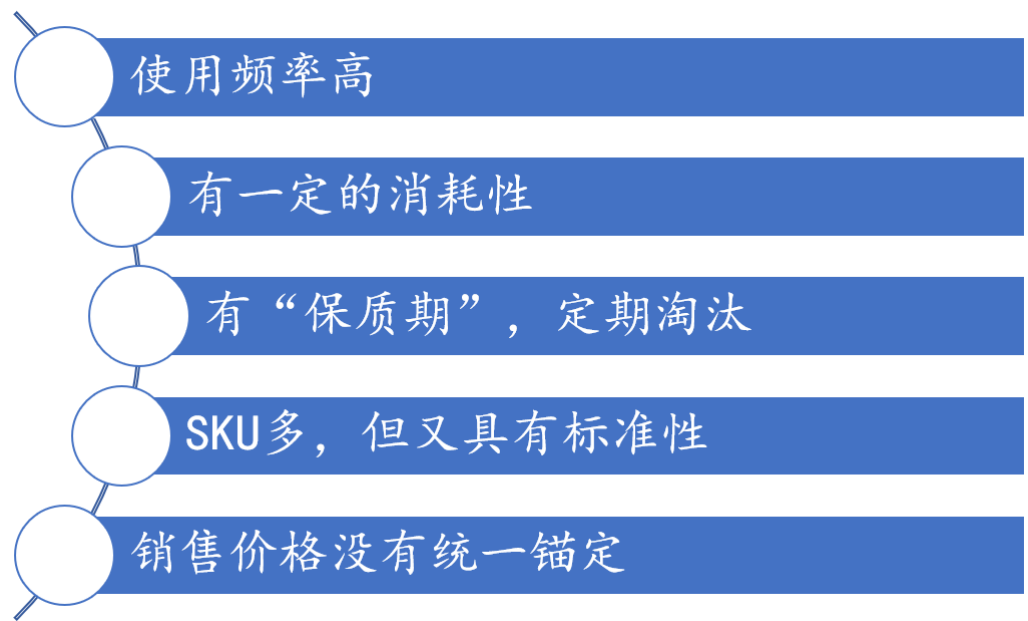 使用频率高
有一定的消耗性
有“保质期”，定期淘汰
SKU多，但又具有标准性
销售价格没有统一锚定